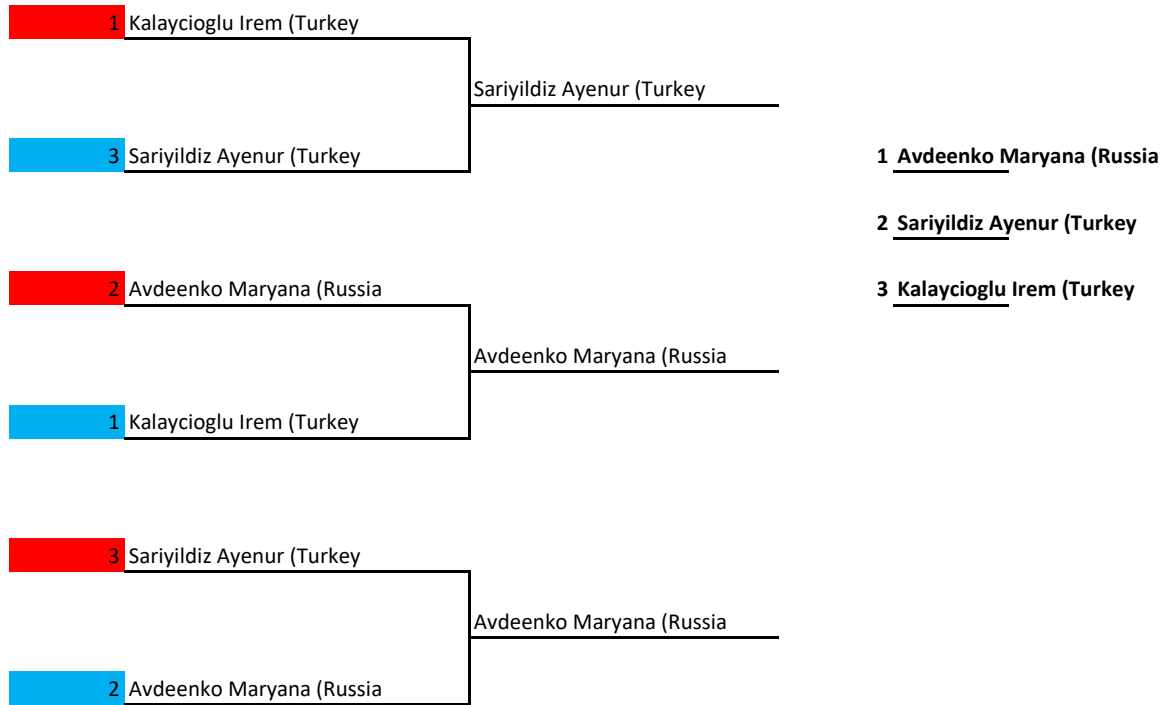 1 Kalaycioglu Irem (Turkey
Sariyildiz Ayenur (Turkey
3 Sariyildiz Ayenur (Turkey
1 Avdeenko Maryana (Russia
2 Sariyildiz Ayenur (Turkey
2 Avdeenko Maryana (Russia
3 Kalaycioglu Irem (Turkey
Avdeenko Maryana (Russia
1 Kalaycioglu Irem (Turkey
3 Sariyildiz Ayenur (Turkey
Avdeenko Maryana (Russia
2 Avdeenko Maryana (Russia